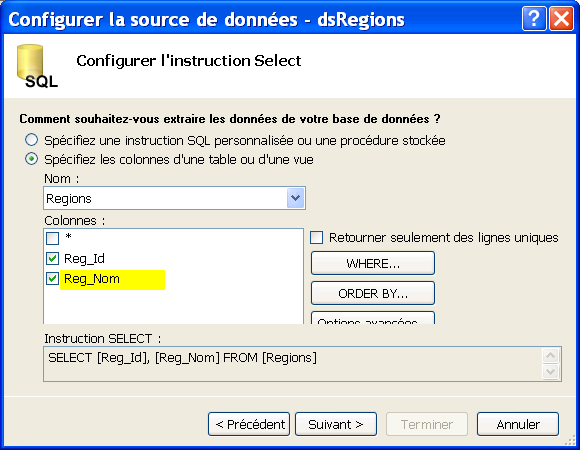 Configurer la source de données - dsRegions
SQL
Configurer l'instruction Select
Comment souhaitez-vous extraire les données de votre base de données ?
Spécifiez une instruction SQL personnalisée ou une procédure stockée
Spécifiez les colonnes d'une table ou d'une vue
Nom :
Regions
Colonnes :
*
Reg_Id
Reg_Nom
Retourner seulement des lignes uniques
WHERE...
ORDER BY...
Options avancées...
Instruction SELECT :
SELECT [Reg_Id], [Reg_Nom] FROM [Regions]
< Précédent
Suivant >
Terminer
Annuler